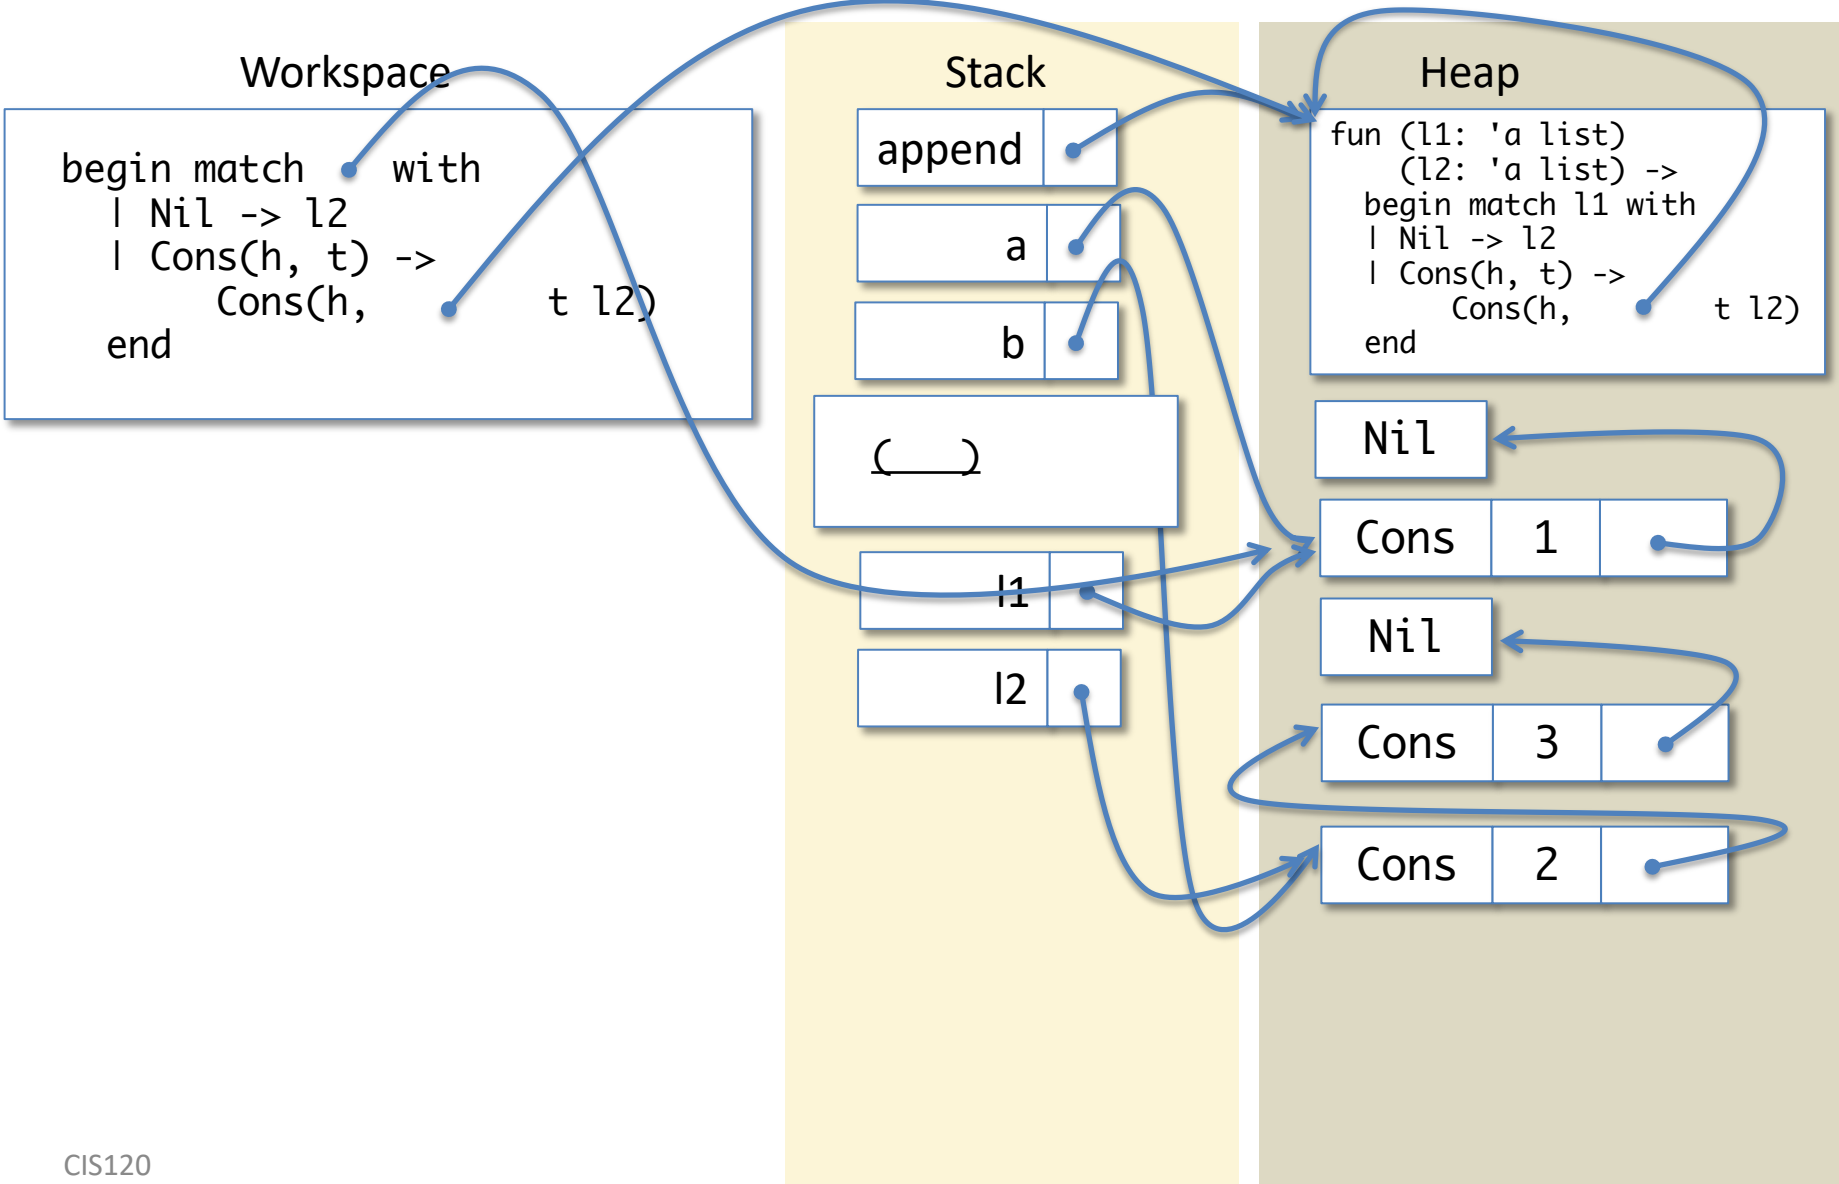 Workspace
begin match with
| Nil -> l2
| Cons(h, t) ->
Cons(h, t l2)
end
Stack
append
a
b
(    )
l1
l2
Heap
fun (l1: 'a list)
(l2: 'a list) ->
begin match l1 with
| Nil -> l2
| Cons(h, t) ->
Cons(h, t l2)
end
Nil
Cons 1
Nil
Cons 3
Cons 2
CIS120